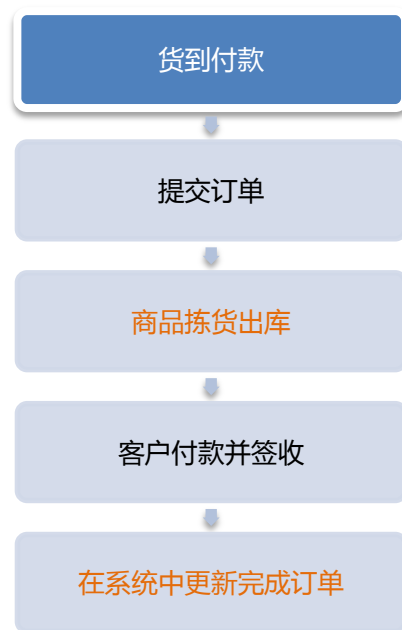 货到付款
提交订单
商品拣货出库
客户付款并签收
在系统中更新完成订单